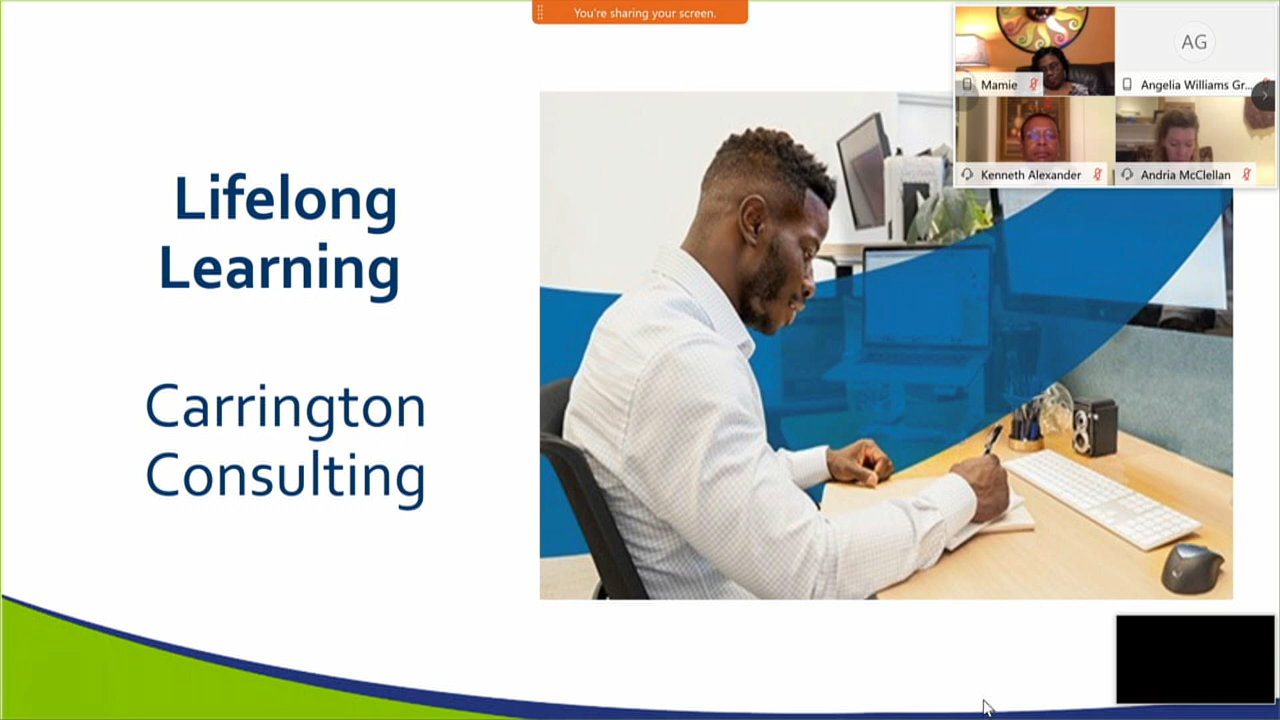 You're sharing your screen.
AG
Mamie
Angelia Williams Gr...
Kenneth Alexander
Andria McClellan
Lifelong
Learning
Carrington
Consulting